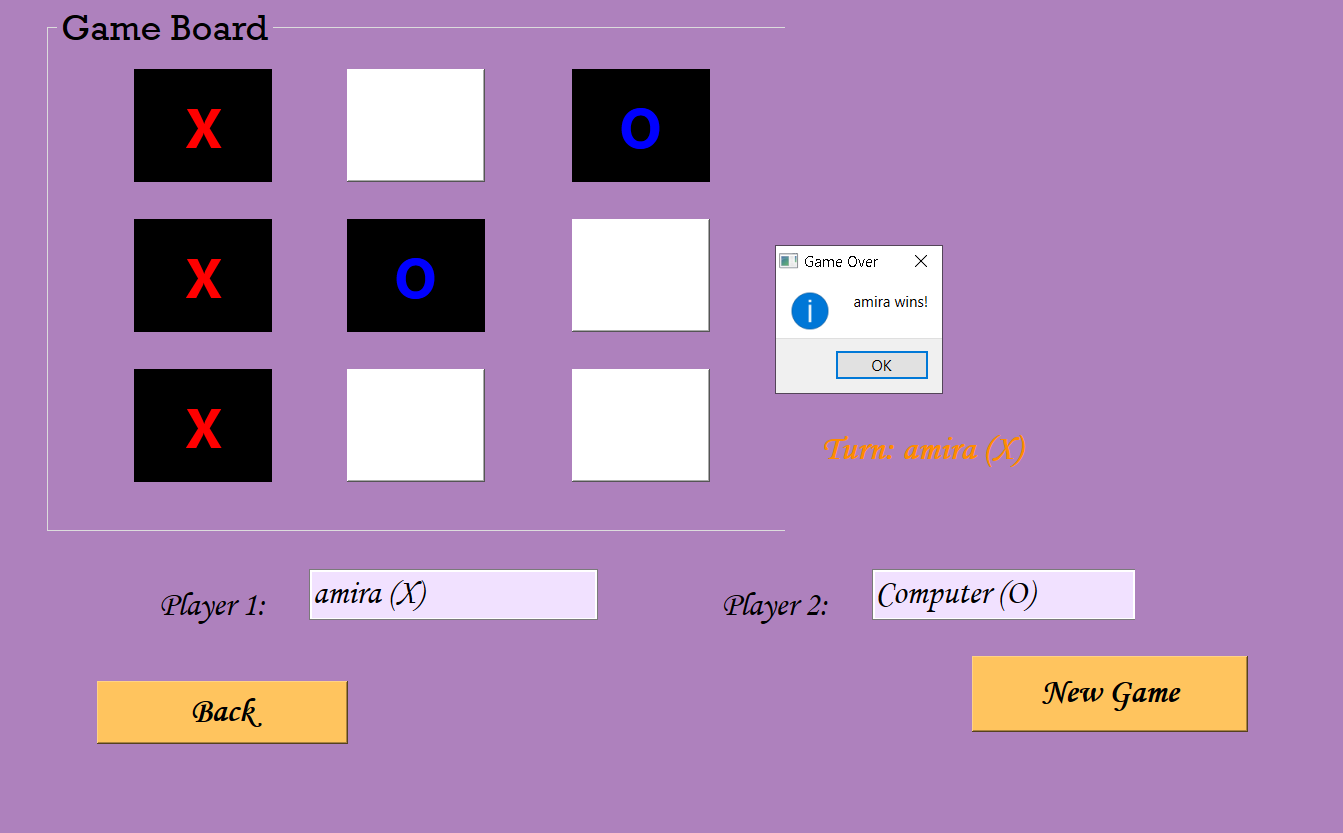 Game Board
X O
X O
X
Game Over
amira wins!
OK
Turn: amira (X)
Player 1: amira (X)
Player 2: Computer (O)
Back
New Game